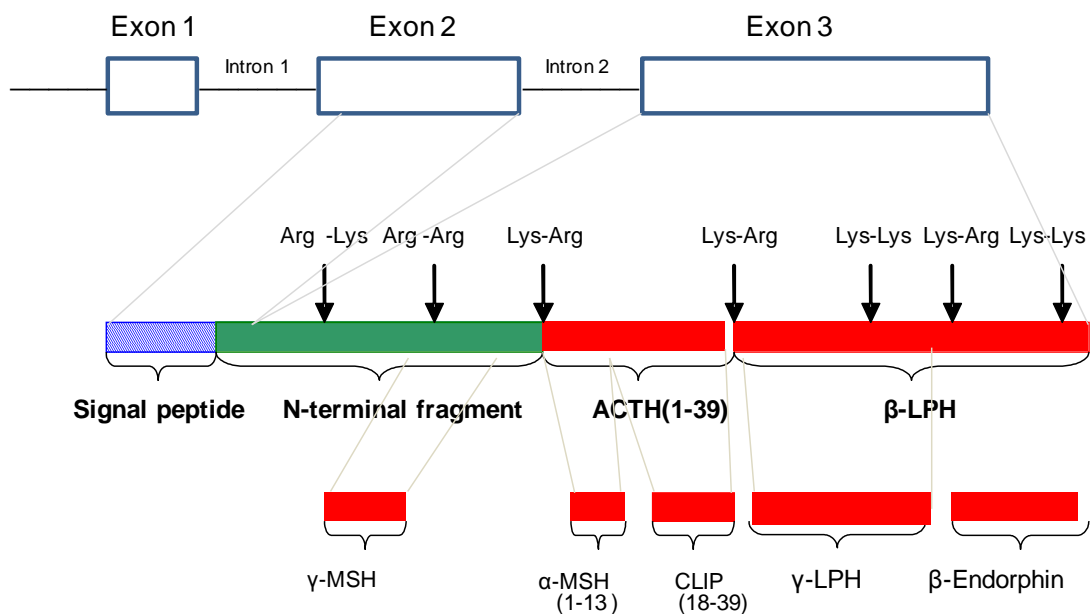 Exon 1
Exon 2
Exon 3
Intron 1
Intron 2
Arg -Lys
Arg -Arg
Lys-Arg
Lys-Arg
Lys-Lys
Lys-Arg
Lys-Lys
Signal peptide
N-terminal fragment
ACTH(1-39)
β-LPH
γ-MSH
α-MSH
(1-13)
CLIP
(18-39)
γ-LPH
β-Endorphin